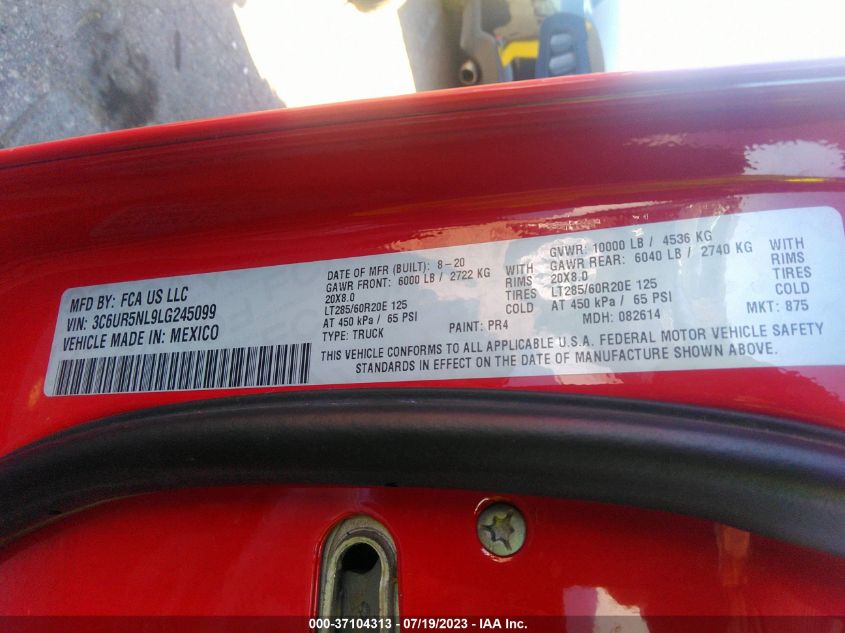 MFD BY: FCA US LLC
VIN: 3C6UR5NL9LG245099
VEHICLE MADE IN: MEXICO
DATE OF MFR (BUILT): 8-20
GAWR FRONT: 6000 LB / 2722 KG WITH
20X8.0 RIMS
LT285/60R20E 125 TIRES
AT 450 kPa / 65 PSI COLD
TYPE: TRUCK PAINT: PR4
GVWR: 10000 LB / 4536 KG
GAWR REAR: 6040 LB / 2740 KG WITH
20X8.0 RIMS
LT285/60R20E 125 TIRES
AT 450 kPa / 65 PSI COLD
MDH: 082614 MKT: 875
THIS VEHICLE CONFORMS TO ALL APPLICABLE U.S.A. FEDERAL MOTOR VEHICLE SAFETY
STANDARDS IN EFFECT ON THE DATE OF MANUFACTURE SHOWN ABOVE.
000-37104313 - 07/19/2023 - IAA Inc.